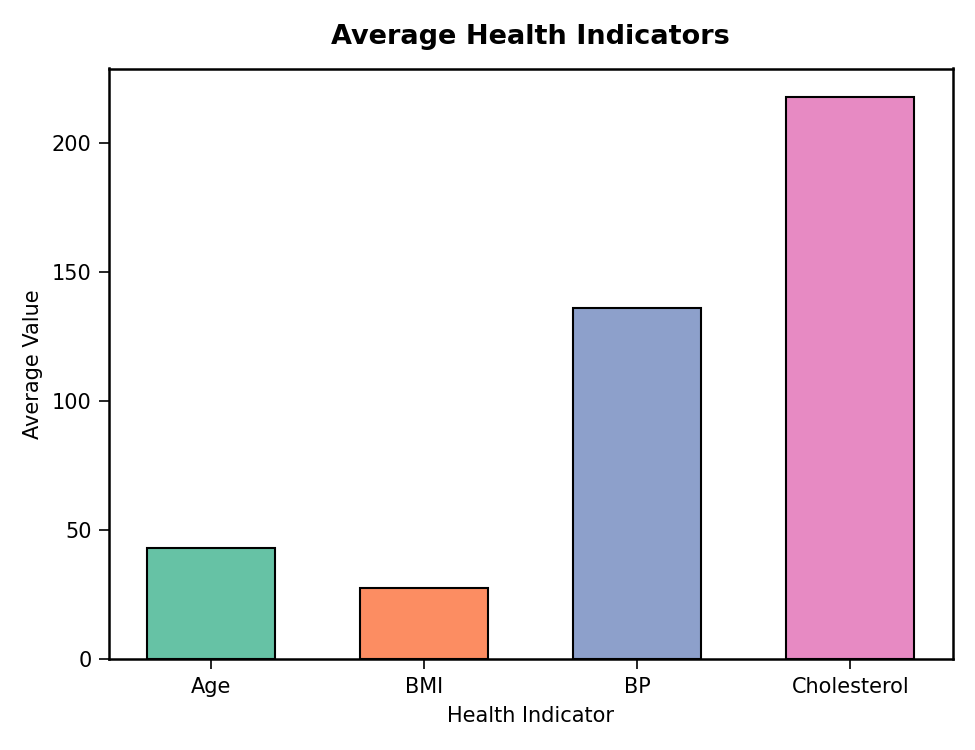 Average Health Indicators
Average Value
200
150
100
50
0
Age
BMI
BP
Cholesterol
Health Indicator